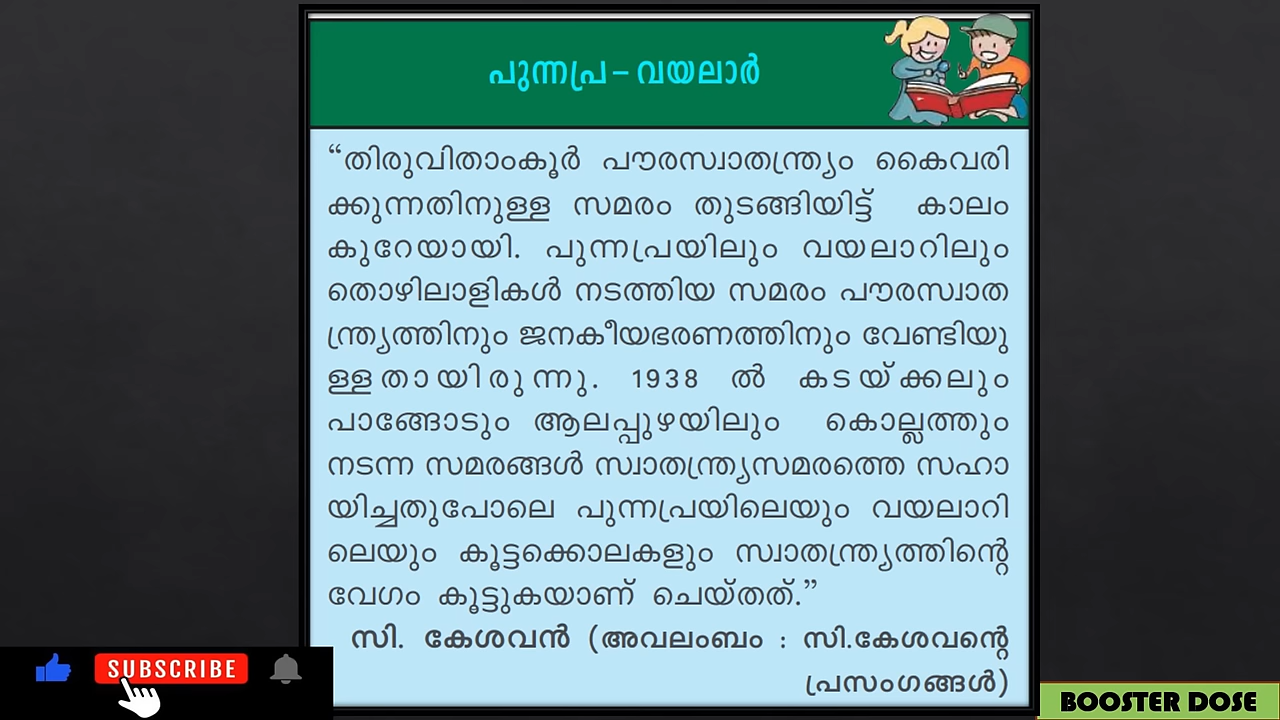 പുന്നപ്ര – വയലാർ
“തിരുവിതാംകൂർ പൗരസ്വാതന്ത്ര്യം കൈവരി
ക്കുന്നതിനുള്ള സമരം തുടങ്ങിയിട്ട് കാലം
കുറേയായി. പുന്നപ്രയിലും വയലാറിലും
തൊഴിലാളികൾ നടത്തിയ സമരം പൗരസ്വാത
ന്ത്ര്യത്തിനും ജനകീയഭരണത്തിനും വേണ്ടിയു
ള്ളതായിരുന്നു. 1938 ൽ കടയ്ക്കലും
പാങ്ങോടും ആലപ്പുഴയിലും കൊല്ലത്തും
നടന്ന സമരങ്ങൾ സ്വാതന്ത്ര്യസമരത്തെ സഹാ
യിച്ചതുപോലെ പുന്നപ്രയിലെയും വയലാറി
ലെയും കൂട്ടക്കൊലകളും സ്വാതന്ത്ര്യത്തിന്റെ
വേഗം കൂട്ടുകയാണ് ചെയ്തത്.”
സി. കേശവൻ (അവലംബം : സി.കേശവന്റെ
പ്രസംഗങ്ങൾ)
SUBSCRIBE
BOOSTER DOSE